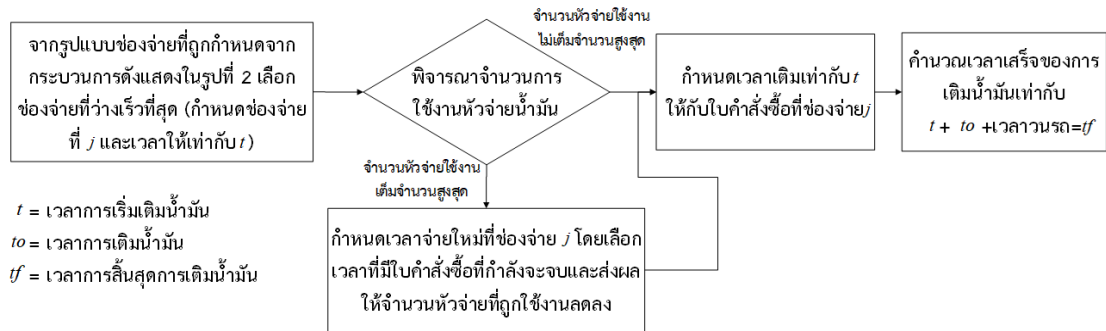 จากรูปแบบช่องจ่ายที่ถูกกำหนดจาก
กระบวนการดังแสดงในรูปที่ 2 เลือก
ช่องจ่ายที่ว่างเร็วที่สุด (กำหนดช่องจ่าย
ที่ j และเวลาให้เท่ากับ t)
พิจารณาจำนวนการ
ใช้งานหัวจ่ายน้ำมัน
จำนวนหัวจ่ายใช้งาน
ไม่เต็มจำนวนสูงสุด
กำหนดเวลาเติมเท่ากับ t
ให้กับใบคำสั่งซื้อที่ช่องจ่าย j
คำนวณเวลาเสร็จของการ
เติมน้ำมันเท่ากับ
t + to +เวลาวนรถ=tf
จำนวนหัวจ่ายใช้งาน
เต็มจำนวนสูงสุด
กำหนดเวลาจ่ายใหม่ที่ช่องจ่าย j โดยเลือก
เวลาที่มีใบคำสั่งซื้อที่กำลังจะจบและส่งผล
ให้จำนวนหัวจ่ายที่ถูกใช้งานลดลง
t = เวลาการเริ่มเติมน้ำมัน
to = เวลาการเติมน้ำมัน
tf = เวลาการสิ้นสุดการเติมน้ำมัน